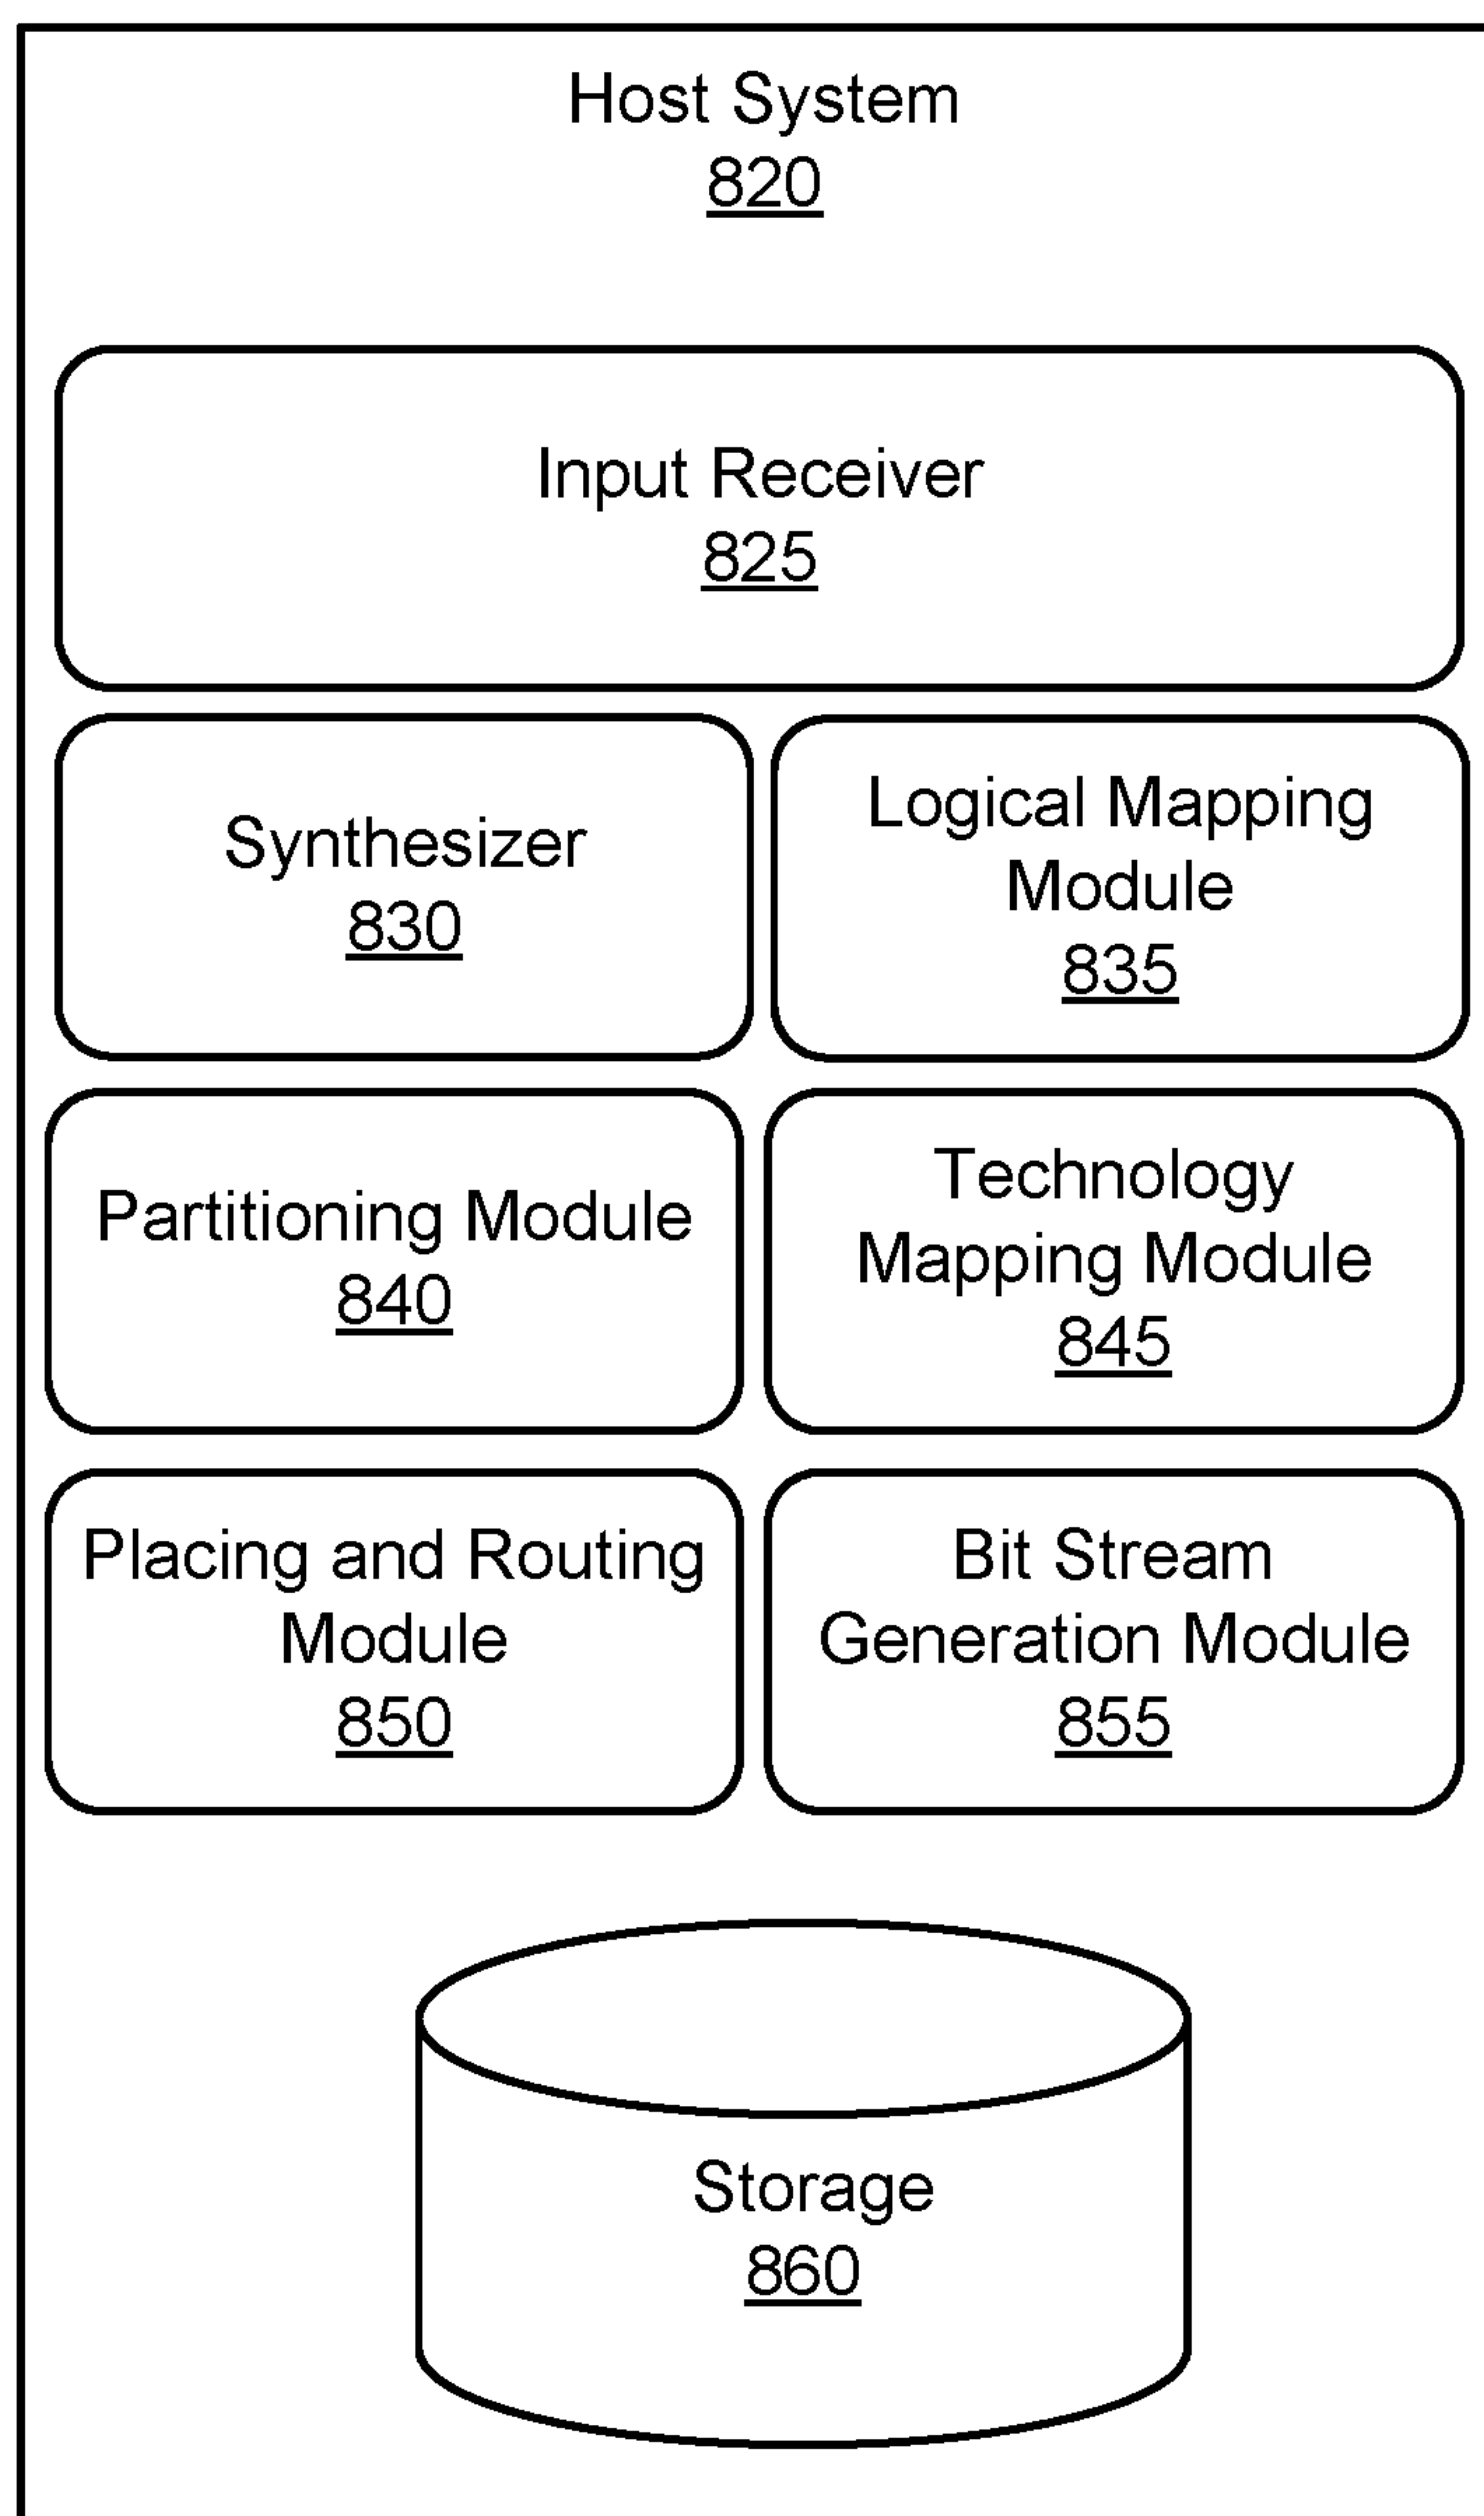 Host System
820
Input Receiver
825
Synthesizer
830
Logical Mapping
Module
835
Partitioning Module
840
Technology
Mapping Module
845
Placing and Routing
Module
850
Bit Stream
Generation Module
855
Storage
860